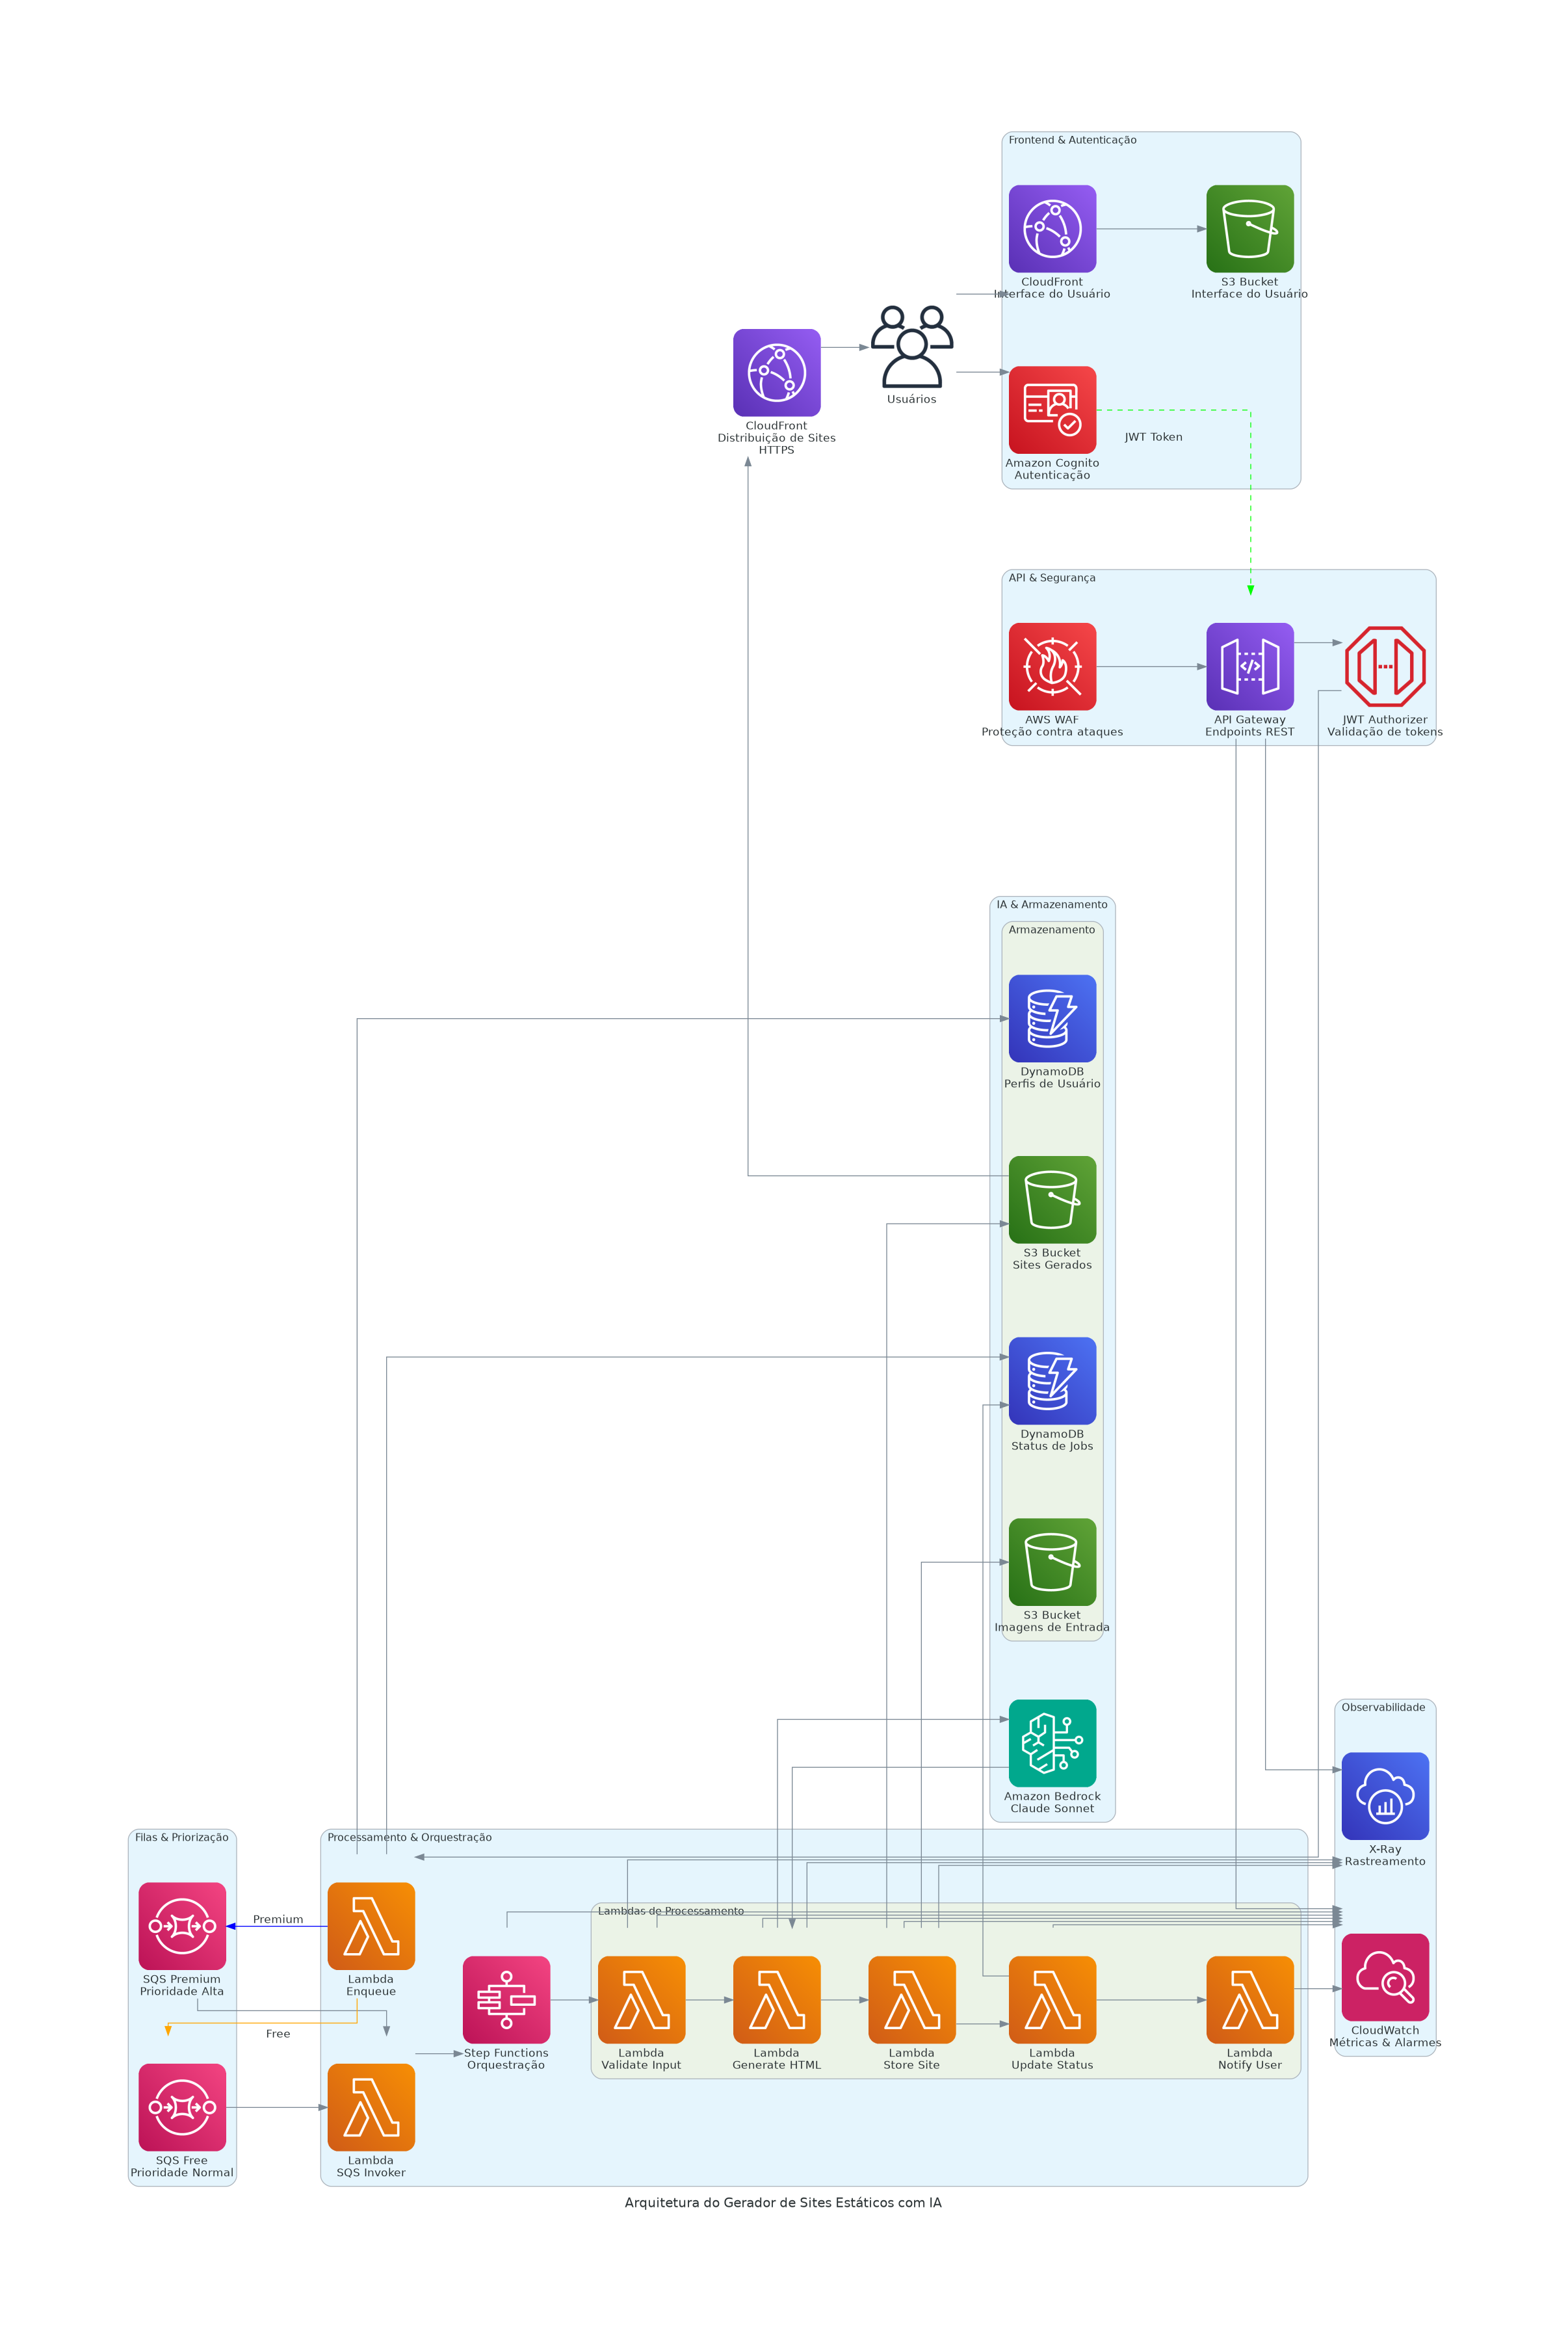 Frontend & Autenticação
CloudFront
Interface do Usuário
S3 Bucket
Interface do Usuário
Usuários
CloudFront
Distribuição de Sites
HTTPS
Amazon Cognito
Autenticação
JWT Token
API & Segurança
AWS WAF
Proteção contra ataques
API Gateway
Endpoints REST
JWT Authorizer
Validação de tokens
IA & Armazenamento
Armazenamento
DynamoDB
Perfis de Usuário
S3 Bucket
Sites Gerados
DynamoDB
Status de Jobs
S3 Bucket
Imagens de Entrada
Amazon Bedrock
Claude Sonnet
Observabilidade
X-Ray
Rastreamento
CloudWatch
Métricas & Alarmes
Filas & Priorização
SQS Premium
Prioridade Alta
SQS Free
Prioridade Normal
Premium
Free
Processamento & Orquestração
Lambda
Enqueue
Lambda
SQS Invoker
Step Functions
Orquestração
Lambdas de Processamento
Lambda
Validate Input
Lambda
Generate HTML
Lambda
Store Site
Lambda
Update Status
Lambda
Notify User
Arquitetura do Gerador de Sites Estáticos com IA